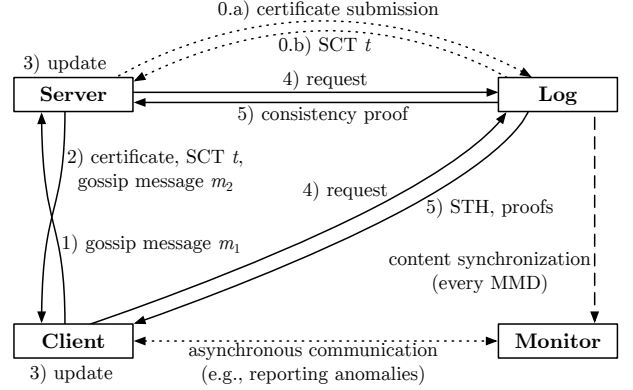 0.a) certificate submission
0.b) SCT t
3) update
Server
4) request
Log
5) consistency proof
2) certificate, SCT t,
gossip message m₂
4) request
5) STH, proofs
1) gossip message m₁
content synchronization
(every MMD)
Client
Monitor
asynchronous communication
3) update
(e.g., reporting anomalies)